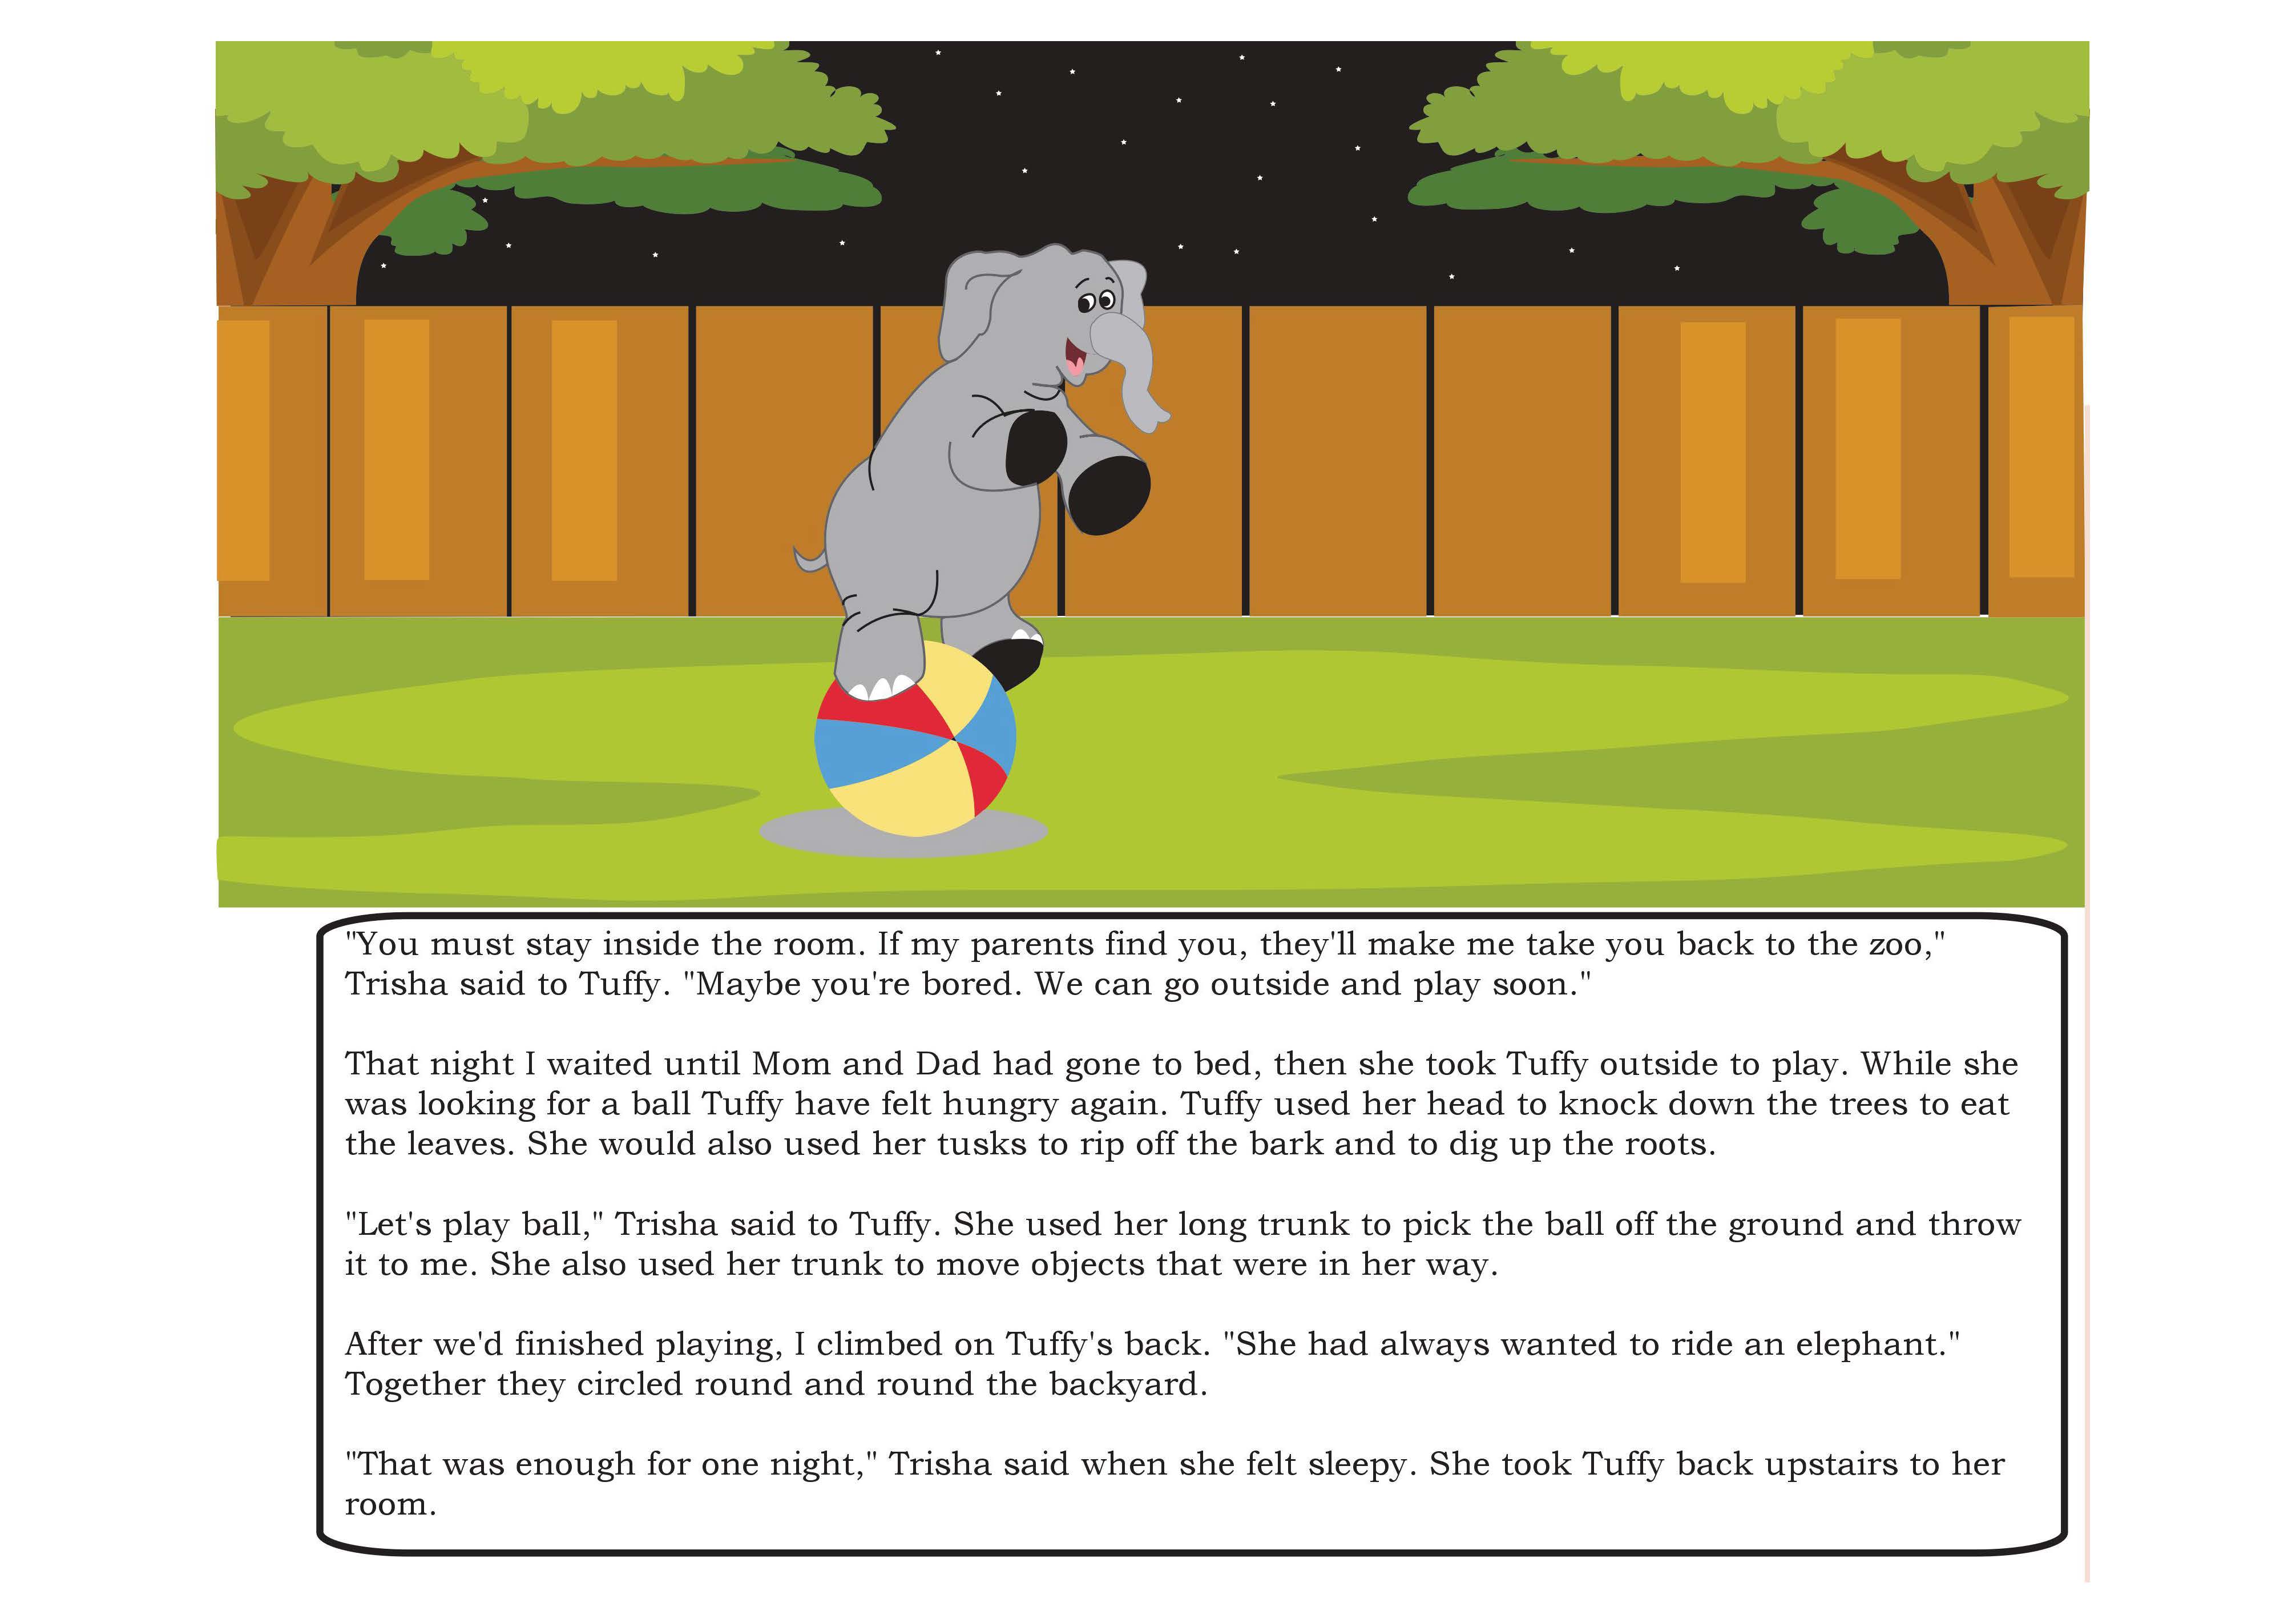 "You must stay inside the room. If my parents find you, they'll make me take you back to the zoo,"
Trisha said to Tuffy. "Maybe you're bored. We can go outside and play soon."
That night I waited until Mom and Dad had gone to bed, then she took Tuffy outside to play. While she
was looking for a ball Tuffy have felt hungry again. Tuffy used her head to knock down the trees to eat
the leaves. She would also used her tusks to rip off the bark and to dig up the roots.
"Let's play ball," Trisha said to Tuffy. She used her long trunk to pick the ball off the ground and throw
it to me. She also used her trunk to move objects that were in her way.
After we'd finished playing, I climbed on Tuffy's back. "She had always wanted to ride an elephant."
Together they circled round and round the backyard.
"That was enough for one night," Trisha said when she felt sleepy. She took Tuffy back upstairs to her
room.